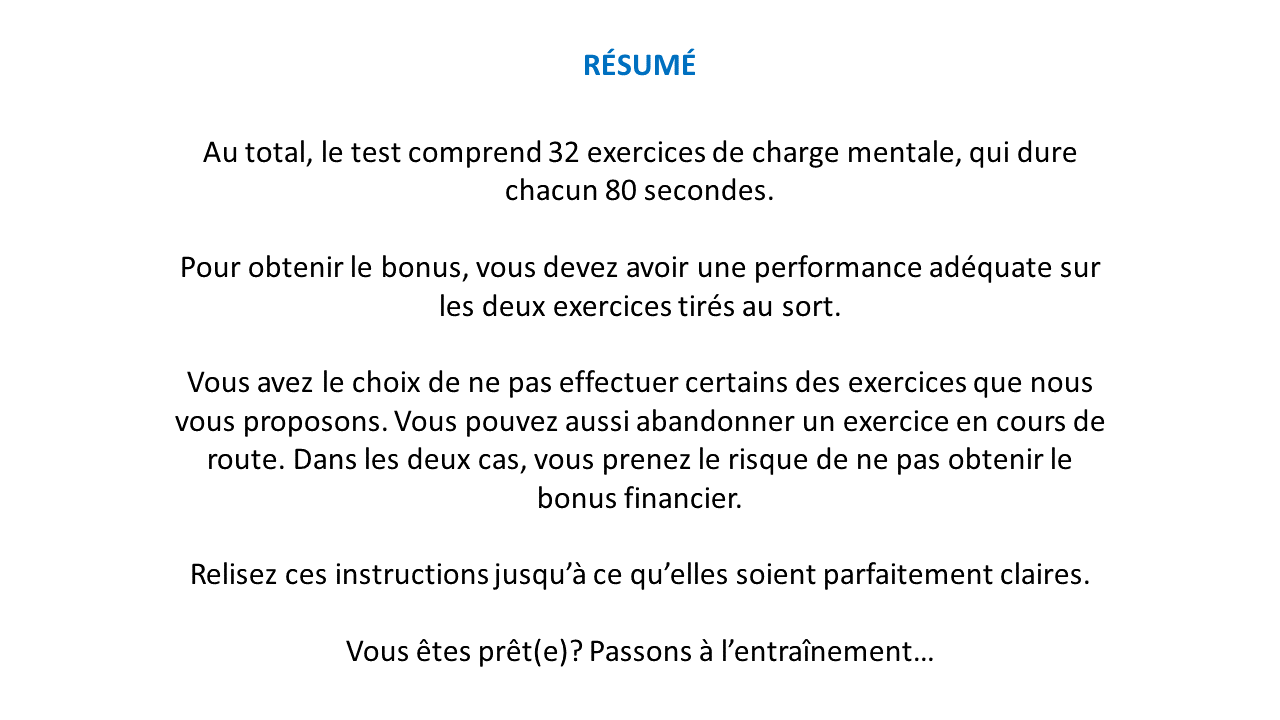 RÉSUMÉ
Au total, le test comprend 32 exercices de charge mentale, qui dure
chacun 80 secondes.
Pour obtenir le bonus, vous devez avoir une performance adéquate sur
les deux exercices tirés au sort.
Vous avez le choix de ne pas effectuer certains des exercices que nous
vous proposons. Vous pouvez aussi abandonner un exercice en cours de
route. Dans les deux cas, vous prenez le risque de ne pas obtenir le
bonus financier.
Relisez ces instructions jusqu’à ce qu’elles soient parfaitement claires.
Vous êtes prêt(e)? Passons à l’entraînement…